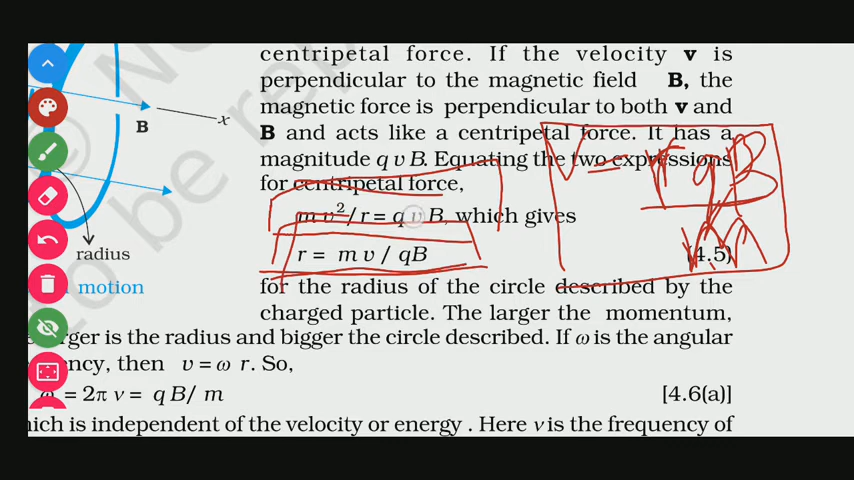 centripetal force. If the velocity v is
perpendicular to the magnetic field B, the
magnetic force is perpendicular to both v and
B and acts like a centripetal force. It has a
magnitude q v B. Equating the two expressions
for centripetal force,
m v²/r = q v B, which gives
r = m v / qB (4.5)
for the radius of the circle described by the
charged particle. The larger the momentum,
is the radius and bigger the circle described. If ω is the angular
then υ = ω r. So,
= 2π ν = q B/ m [4.6(a)]
is independent of the velocity or energy . Here ν is the frequency of
B
x
radius
motion
V = r q B